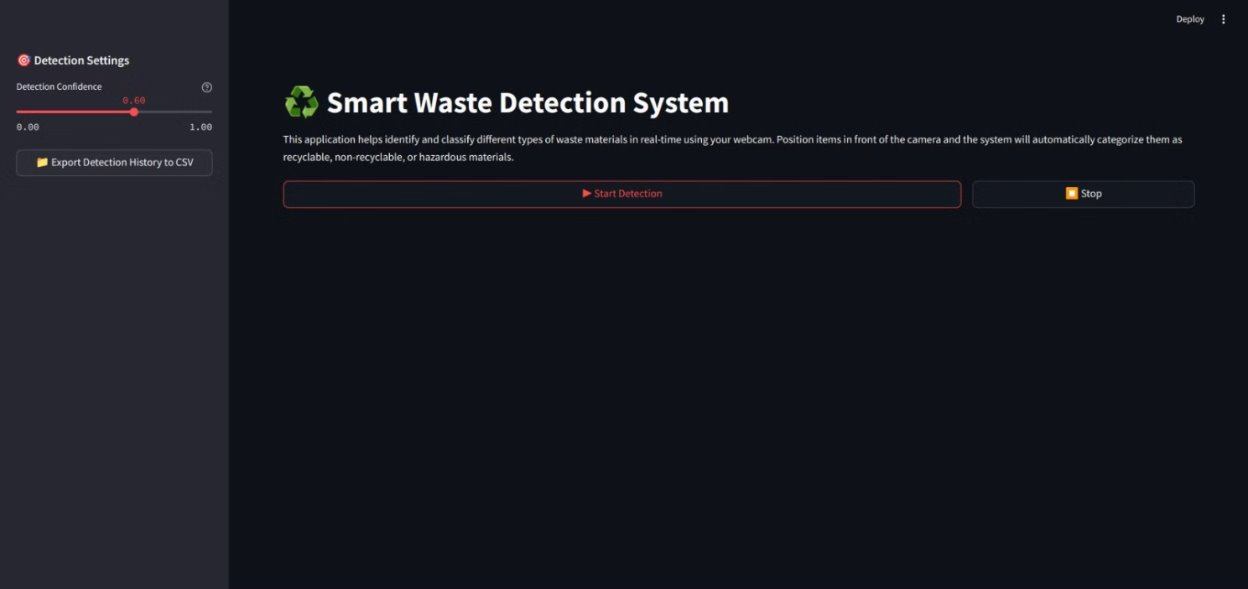 Deploy
🎯 Detection Settings
Detection Confidence
0.60
0.00 1.00
📁 Export Detection History to CSV
♻️ Smart Waste Detection System
This application helps identify and classify different types of waste materials in real-time using your webcam. Position items in front of the camera and the system will automatically categorize them as
recyclable, non-recyclable, or hazardous materials.
▶ Start Detection
⏹️ Stop